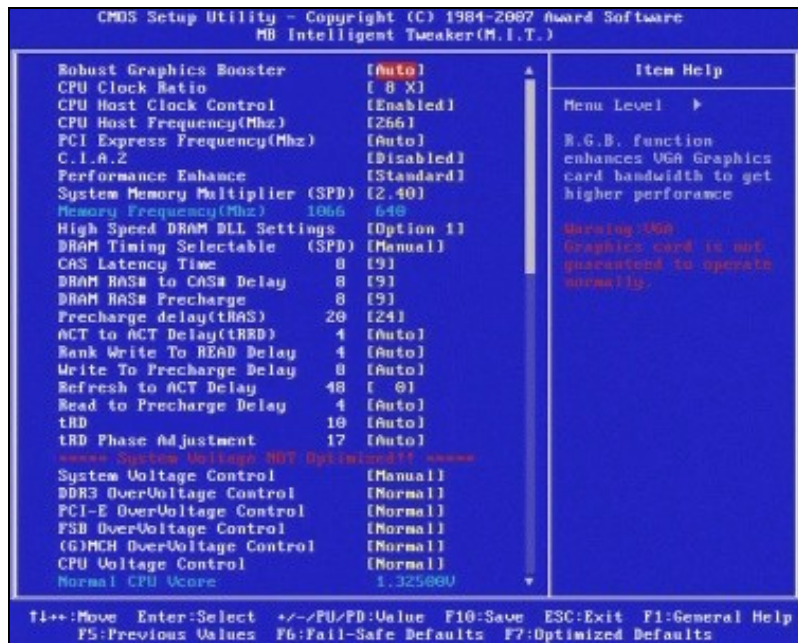 CMOS Setup Utility - Copyright (C) 1984-2007 Award Software
MB Intelligent Tweaker(M.I.T.)
Robust Graphics Booster [Auto]
CPU Clock Ratio [ 8 X]
CPU Host Clock Control [Enabled]
CPU Host Frequency(Mhz) [266]
PCI Express Frequency(Mhz) [Auto]
C.I.A.2 [Disabled]
Performance Enhance [Standard]
System Memory Multiplier (SPD) [2.40]
Memory Frequency(Mhz) 1066 640
High Speed DRAM DLL Settings [Option 1]
DRAM Timing Selectable (SPD) [Manual]
CAS Latency Time 8 [9]
DRAM RAS# to CAS# Delay 8 [9]
DRAM RAS# Precharge 8 [9]
Precharge delay(tRAS) 20 [24]
ACT to ACT Delay(tRRD) 4 [Auto]
Rank Write To READ Delay 4 [Auto]
Write To Precharge Delay 8 [Auto]
Refresh to ACT Delay 48 [ 0]
Read to Precharge Delay 4 [Auto]
tRD 10 [Auto]
tRD Phase Adjustment 17 [Auto]
***** System Voltage NOT Optimized!! *****
System Voltage Control [Manual]
DDR3 OverVoltage Control [Normal]
PCI-E OverVoltage Control [Normal]
FSB OverVoltage Control [Normal]
(G)MCH OverVoltage Control [Normal]
CPU Voltage Control [Normal]
Normal CPU Vcore 1.32500V
Item Help
Menu Level
R.G.B. function
enhances VGA Graphics
card bandwidth to get
higher perforamce
Warning:VGA
Graphics card is not
guaranteed to operate
normally.
↑↓→←:Move Enter:Select +/-/PU/PD:Value F10:Save ESC:Exit F1:General Help
F5:Previous Values F6:Fail-Safe Defaults F7:Optimized Defaults